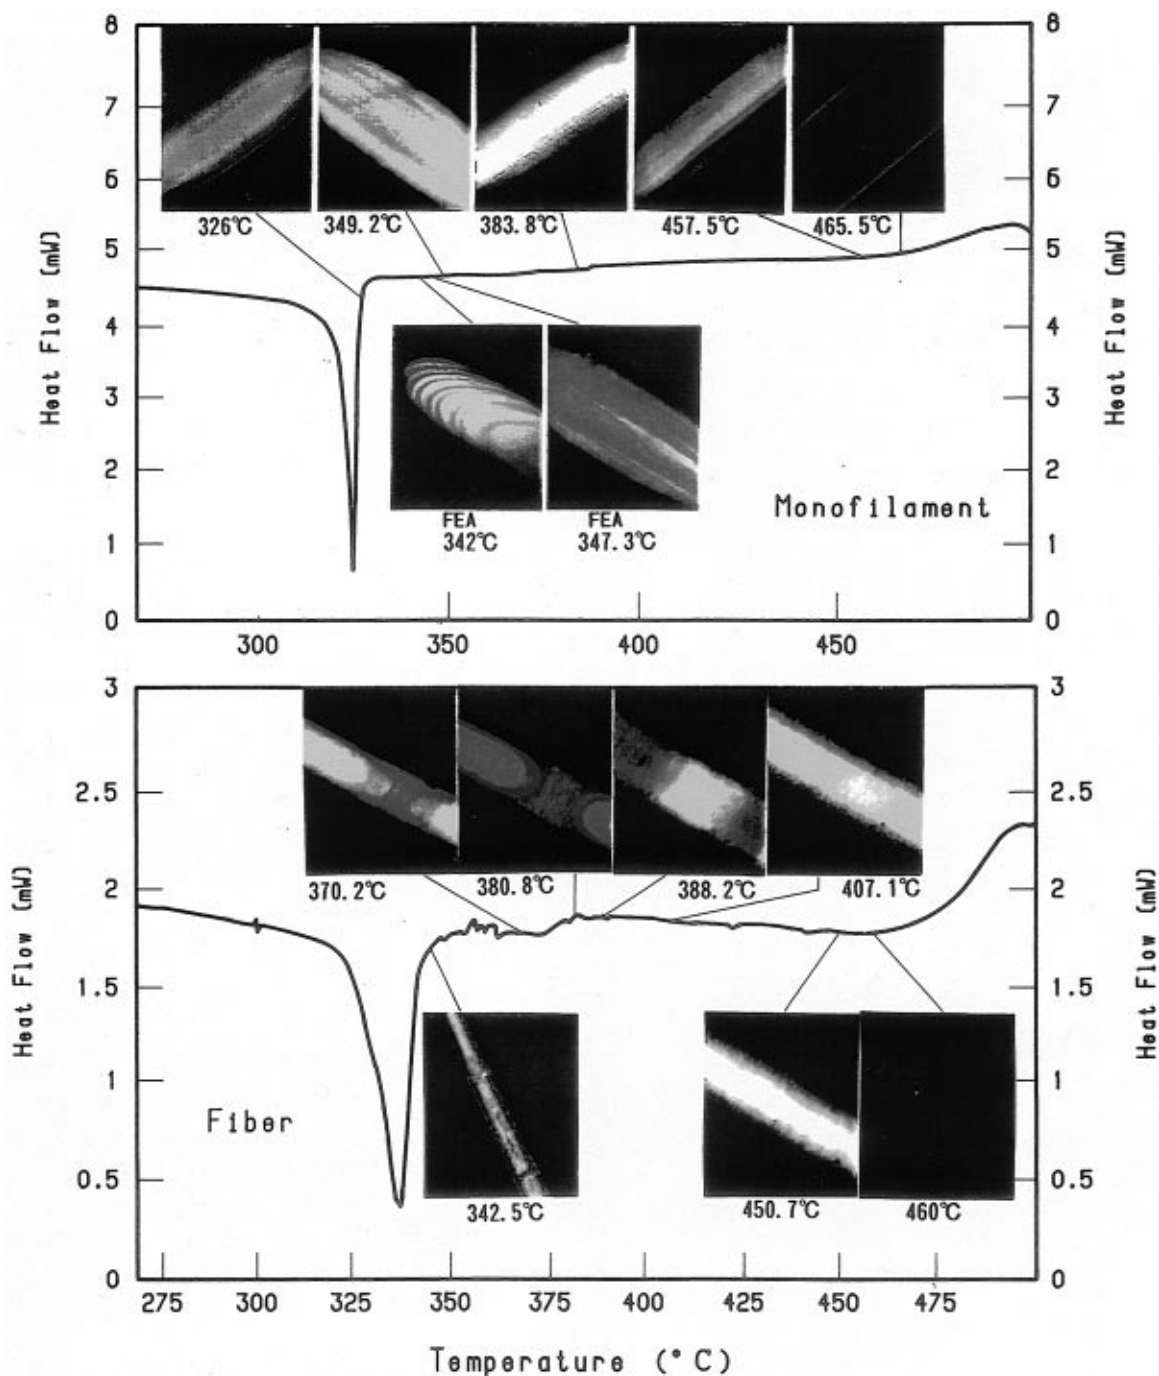 8 8
7 7
6 6
326℃ 349.2℃ 383.8℃ 457.5℃ 465.5℃
5 5
4 4
3 3
2 2
FEA FEA
342℃ 347.3℃
Monofilament
1 1
0 0
Heat Flow (mW)
Heat Flow (mW)
300 350 400 450
3 3
2.5 2.5
370.2℃ 380.8℃ 388.2℃ 407.1℃
2 2
1.5 1.5
1 1
Fiber
0.5 0.5
342.5℃ 450.7℃ 460℃
0 0
Heat Flow (mW)
Heat Flow (mW)
275 300 325 350 375 400 425 450 475
Temperature (°C)